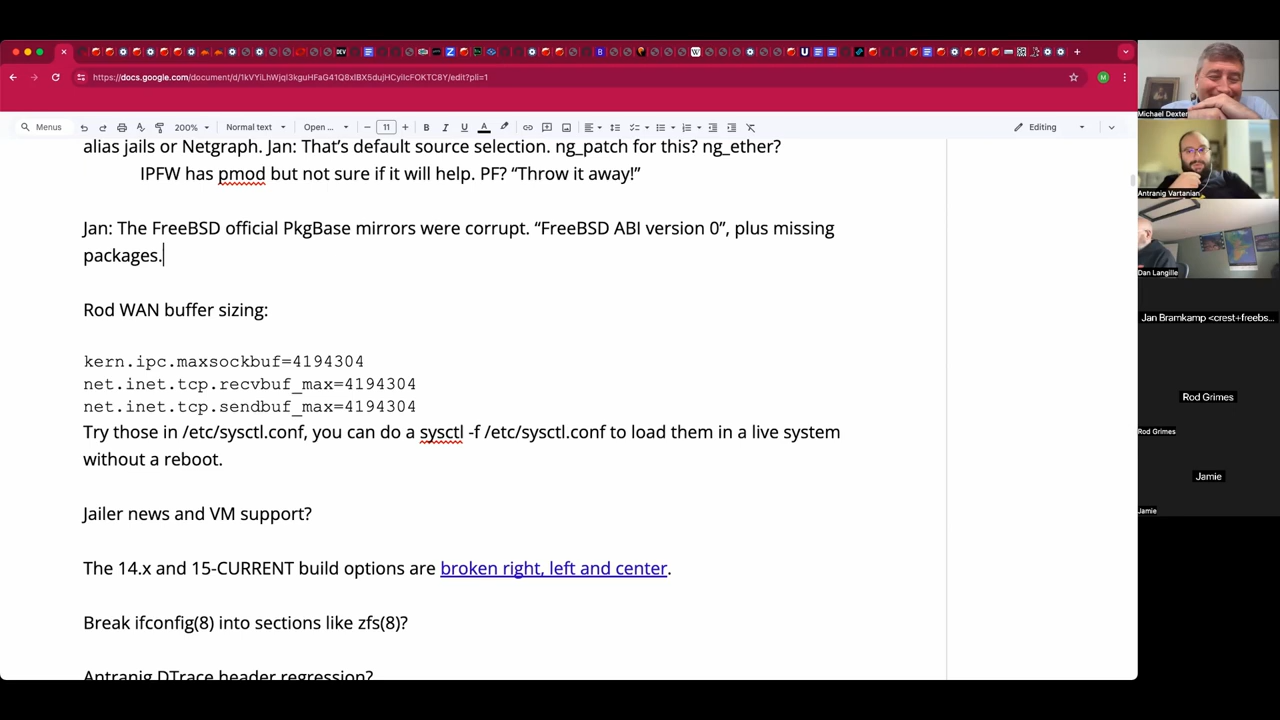 https://docs.google.com/document/d/1kVYiLhWjql3kguHFaG41Q8xlBX5dujHCyilcFOKTC8Y/edit?pli=1
M
Menus
200%
Normal text
Open ...
11
Editing
alias jails or Netgraph. Jan: That's default source selection. ng_patch for this? ng_ether?
IPFW has pmod but not sure if it will help. PF? “Throw it away!”
Jan: The FreeBSD official PkgBase mirrors were corrupt. “FreeBSD ABI version 0”, plus missing
packages.
Rod WAN buffer sizing:
kern.ipc.maxsockbuf=4194304
net.inet.tcp.recvbuf_max=4194304
net.inet.tcp.sendbuf_max=4194304
Try those in /etc/sysctl.conf, you can do a sysctl -f /etc/sysctl.conf to load them in a live system
without a reboot.
Jailer news and VM support?
The 14.x and 15-CURRENT build options are broken right, left and center.
Break ifconfig(8) into sections like zfs(8)?
Antranig DTrace header regression?
Michael Dexter
Antranig Vartanian
Dan Langille
Jan Bramkamp <crest+freebs...
Rod Grimes
Rod Grimes
Jamie
Jamie